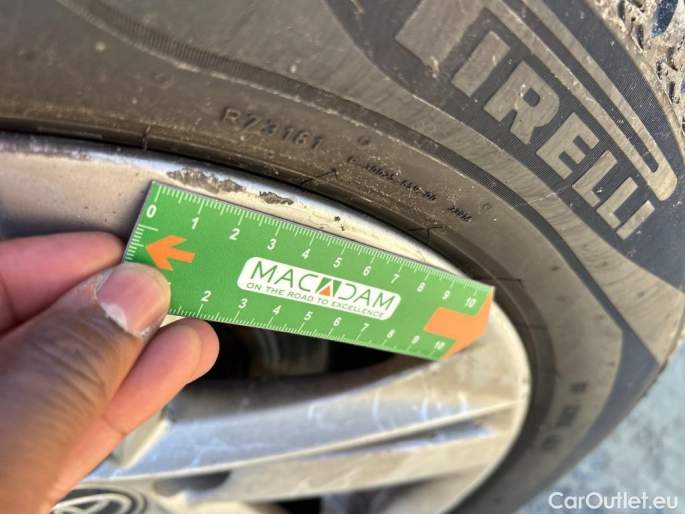 PIRELLI
R73161
0 1 2 3 4 5 6 7 8 9 10
MACADAM
ON THE ROAD TO EXCELLENCE
2 3 4 5 6 7 8 9 10
CarOutlet.eu